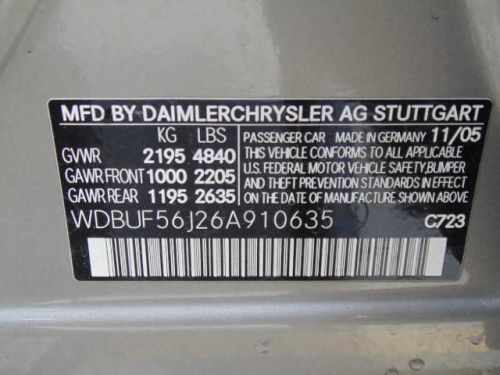 MFD BY DAIMLERCHRYSLER AG STUTTGART
KG LBS
GVWR 2195 4840
GAWR FRONT 1000 2205
GAWR REAR 1195 2635
PASSENGER CAR MADE IN GERMANY 11/05
THIS VEHICLE CONFORMS TO ALL APPLICABLE
U.S. FEDERAL MOTOR VEHICLE SAFETY, BUMPER
AND THEFT PREVENTION STANDARDS IN EFFECT
ON THE DATE OF MANUFACTURE SHOWN ABOVE.
WDBUF56J26A910635
C723